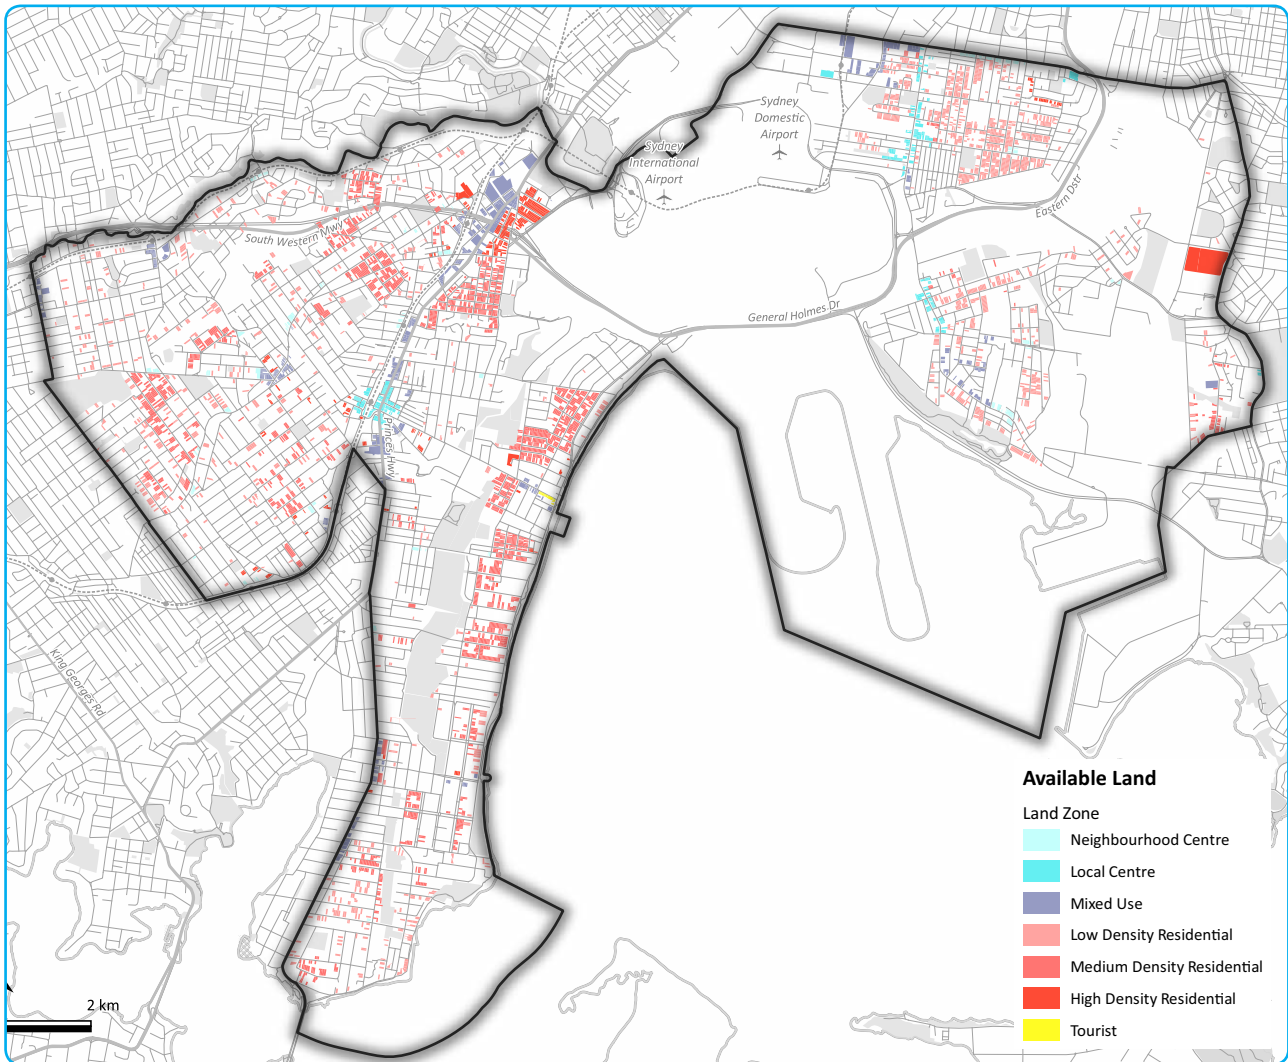 Sydney
Domestic
Airport
Sydney
International
Airport
South Western Mwy
Eastern Dstr
General Holmes Dr
Princes Hwy
King Georges Rd
2 km
Available Land
Land Zone
Neighbourhood Centre
Local Centre
Mixed Use
Low Density Residential
Medium Density Residential
High Density Residential
Tourist